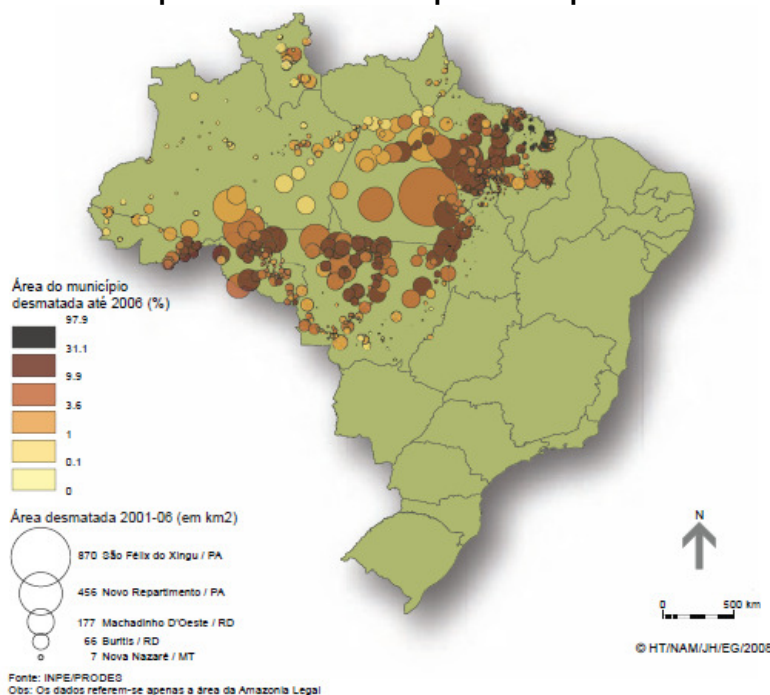 Área do município
desmatada até 2006 (%)
97.9
31.1
9.9
3.6
1
0.1
0
Área desmatada 2001-06 (em km2)
870 São Félix do Xingu / PA
456 Novo Repartimento / PA
177 Machadinho D'Oeste / RD
66 Buritis / RD
7 Nova Nazaré / MT
N
0 500 km
© HT/NAM/JH/EG/2008
Fonte: INPE/PRODES
Obs: Os dados referem-se apenas a área da Amazonia Legal